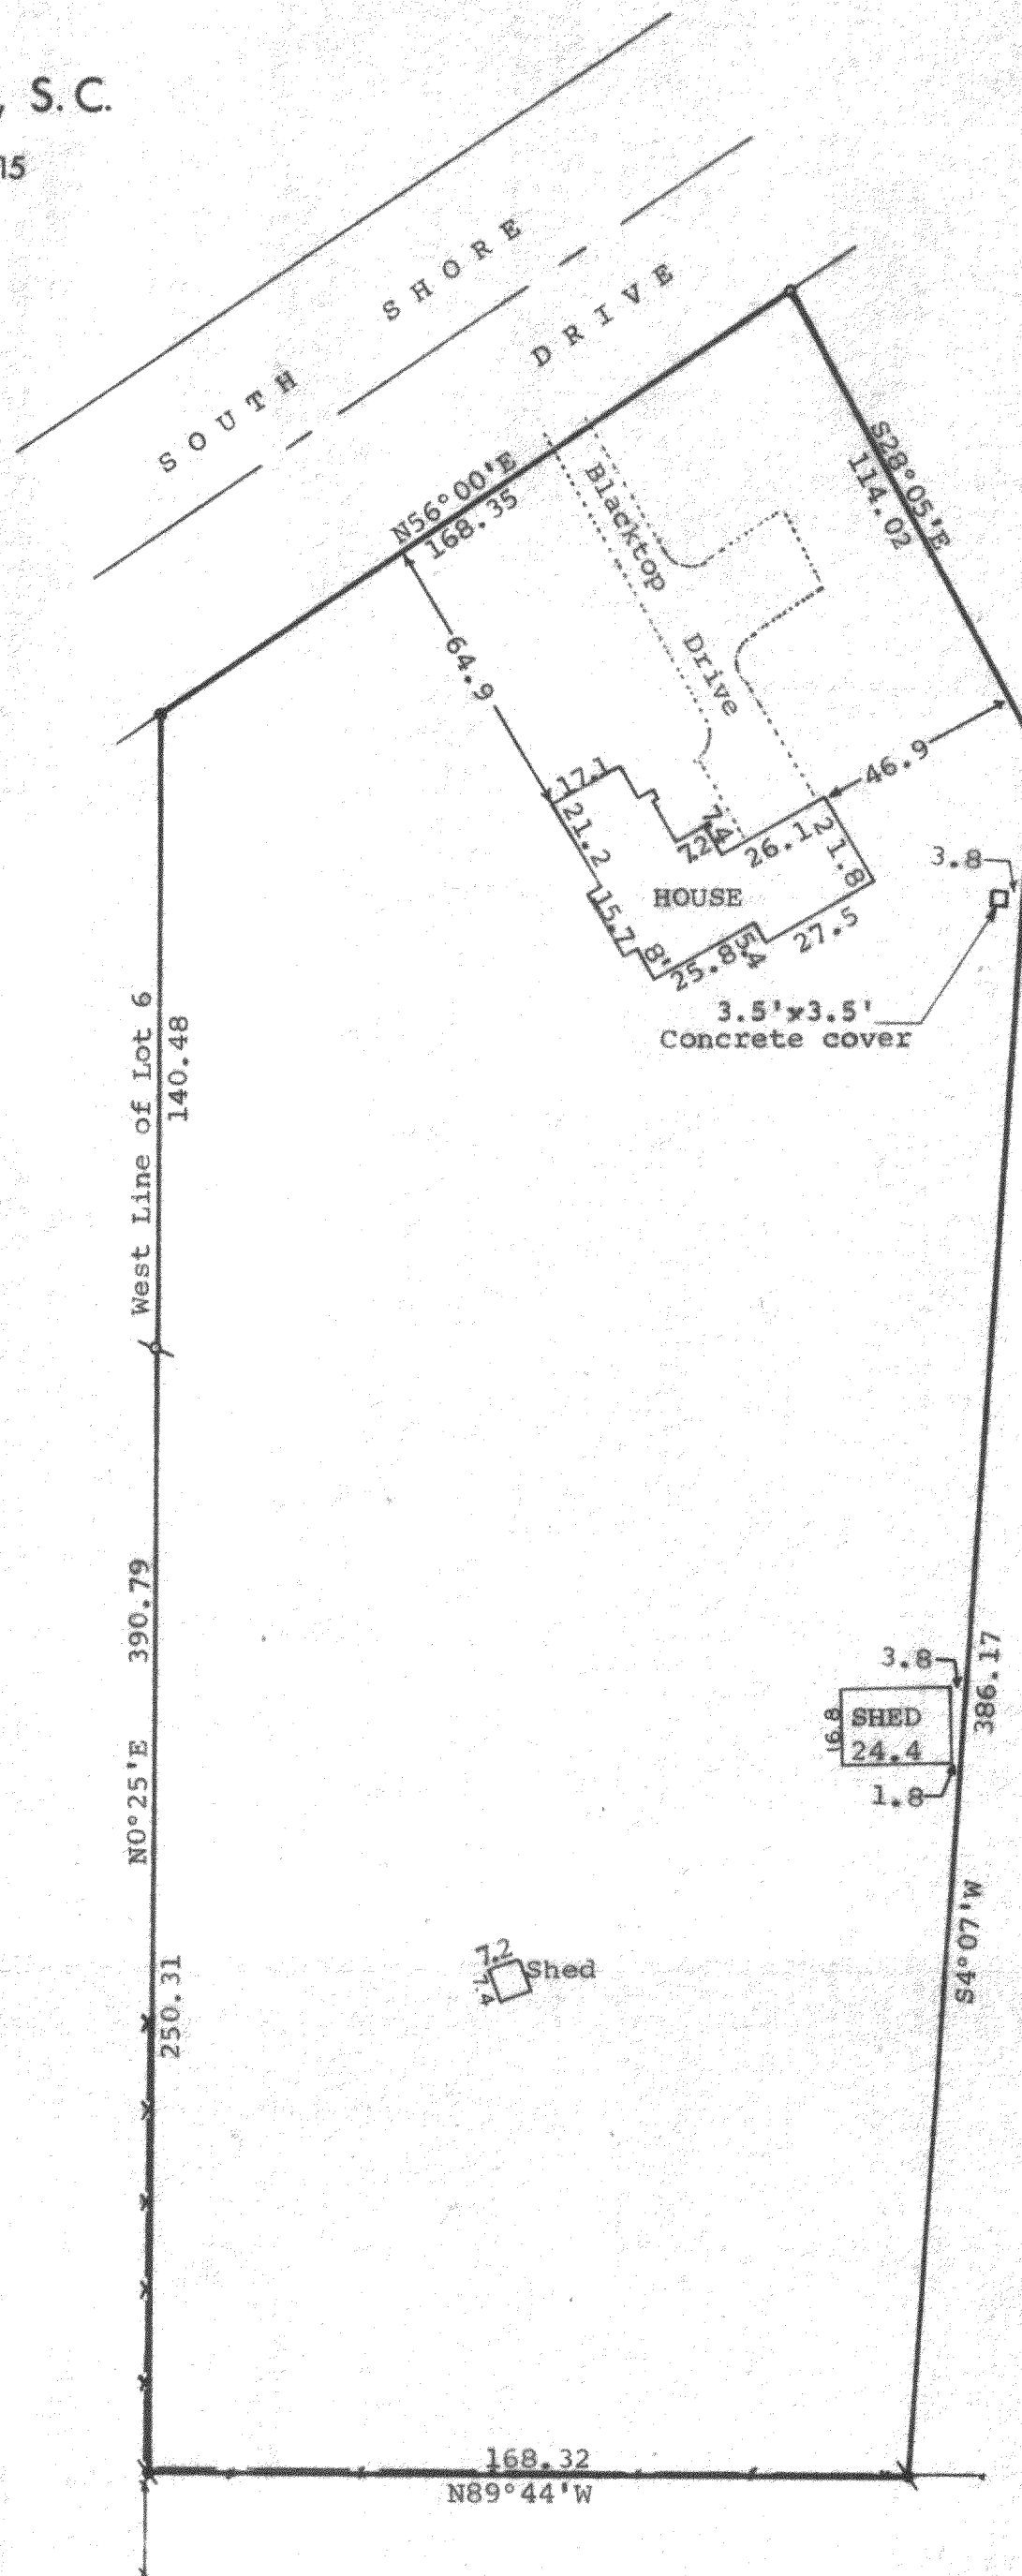 , S. C.
15
SOUTH SHORE
DRIVE
N56°00'E
168.35
S28°05'E
114.02
Blacktop
Drive
64.9
46.9
17.1
21.2
7.4
7.2
26.1
21.8
3.8
HOUSE
15.7
8'
25.8
5.4
27.5
3.5'x3.5'
Concrete cover
West Line of Lot 6
140.48
390.79
N0°25'E
250.31
3.8
SHED
16.8
24.4
1.8
386.17
S4°07'W
7.2
Shed
7.4
168.32
N89°44'W